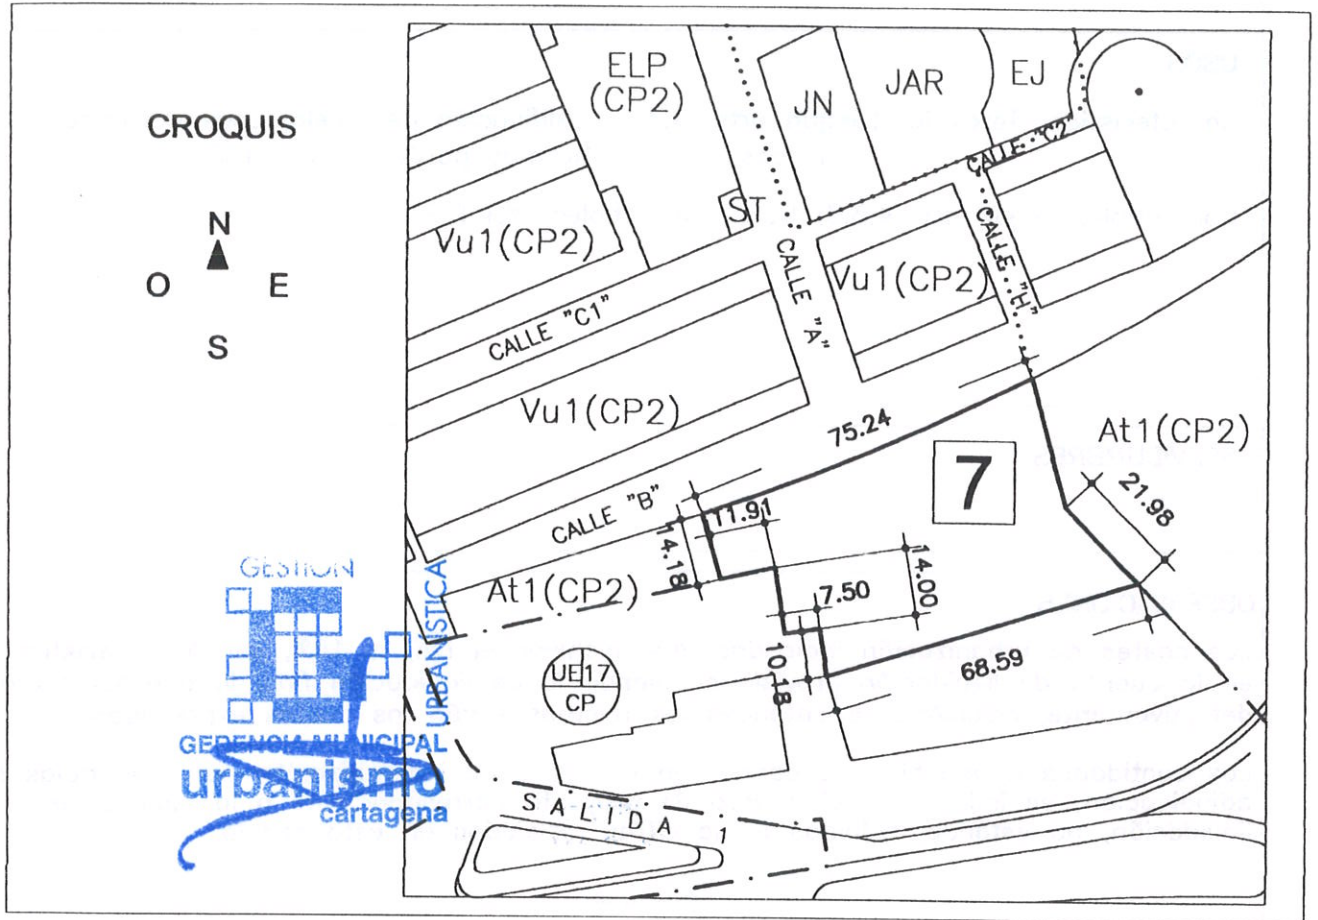 CROQUIS
N
O E
S
ELP
(CP2)
JN
JAR
EJ
CALLE "C2"
ST
Vu1(CP2)
CALLE "A"
Vu1(CP2)
CALLE "H"
CALLE "C1"
Vu1(CP2)
75.24
At1(CP2)
7
21.98
CALLE "B"
11.91
14.18
At1(CP2)
7.50
14.00
10.18
68.59
UE17
CP
SALIDA 1
GESTION
URBANÍSTICA
GERENCIA MUNICIPAL
urbanismo
cartagena